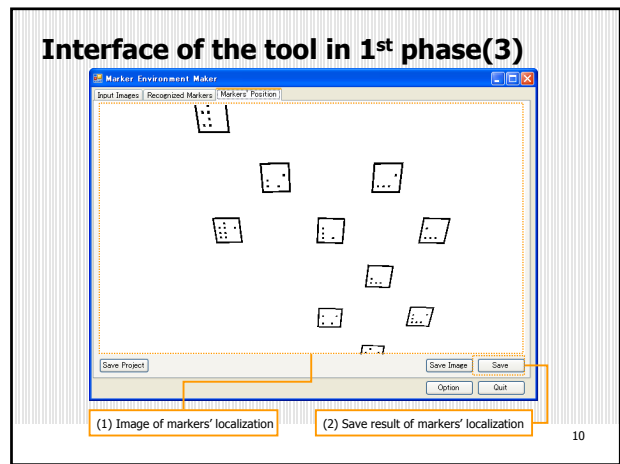 Interface of the tool in 1st phase(3)
Marker Environment Maker
Input Images Recognized Markers Markers' Position
Save Project Save Image Save
Option Quit
(1) Image of markers' localization (2) Save result of markers' localization
10